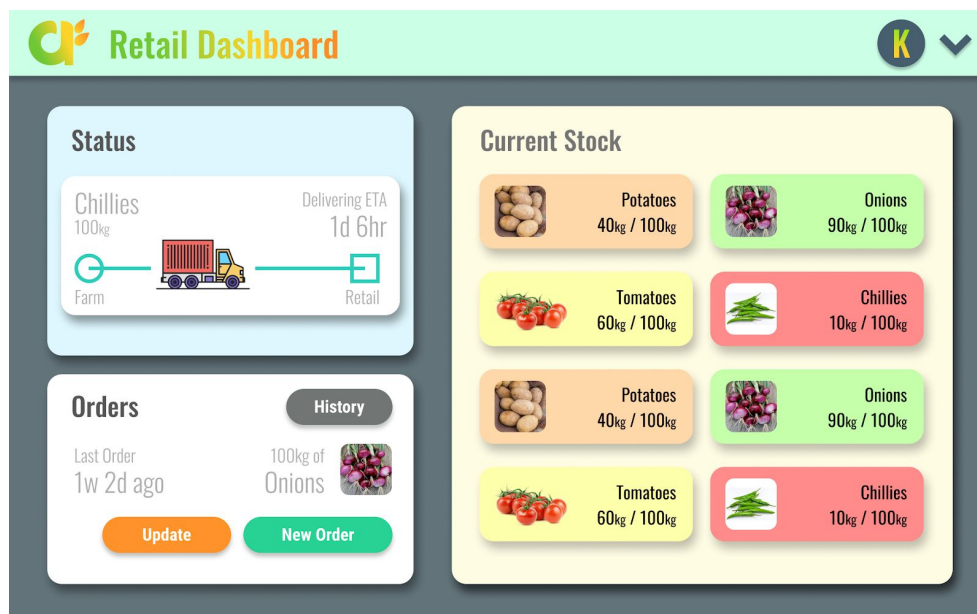 Retail Dashboard
K
Status
Chillies
100kg
Delivering ETA
1d 6hr
Farm
Retail
Orders
History
Last Order
1w 2d ago
100kg of
Onions
Update
New Order
Current Stock
Potatoes
40kg / 100kg
Onions
90kg / 100kg
Tomatoes
60kg / 100kg
Chillies
10kg / 100kg
Potatoes
40kg / 100kg
Onions
90kg / 100kg
Tomatoes
60kg / 100kg
Chillies
10kg / 100kg